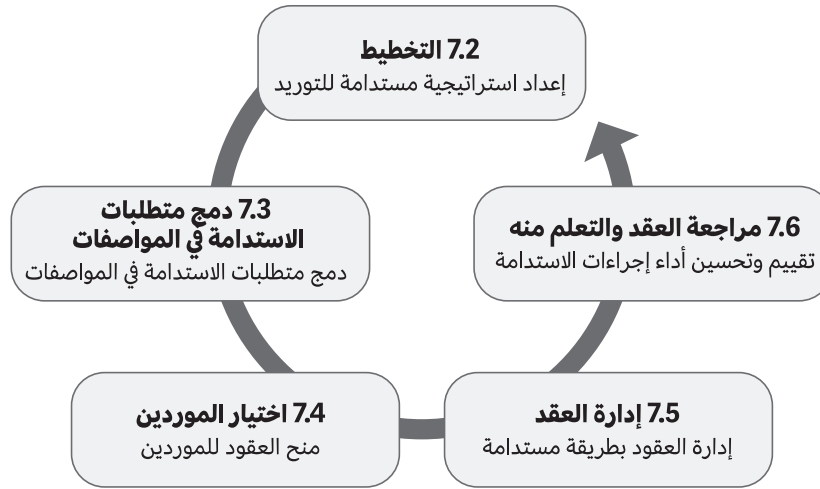 7.2 التخطيط
إعداد استراتيجية مستدامة للتوريد
7.3 دمج متطلبات
الاستدامة في المواصفات
دمج متطلبات الاستدامة في المواصفات
7.4 اختيار الموردين
منح العقود للموردين
7.5 إدارة العقد
إدارة العقود بطريقة مستدامة
7.6 مراجعة العقد والتعلم منه
تقييم وتحسين أداء إجراءات الاستدامة